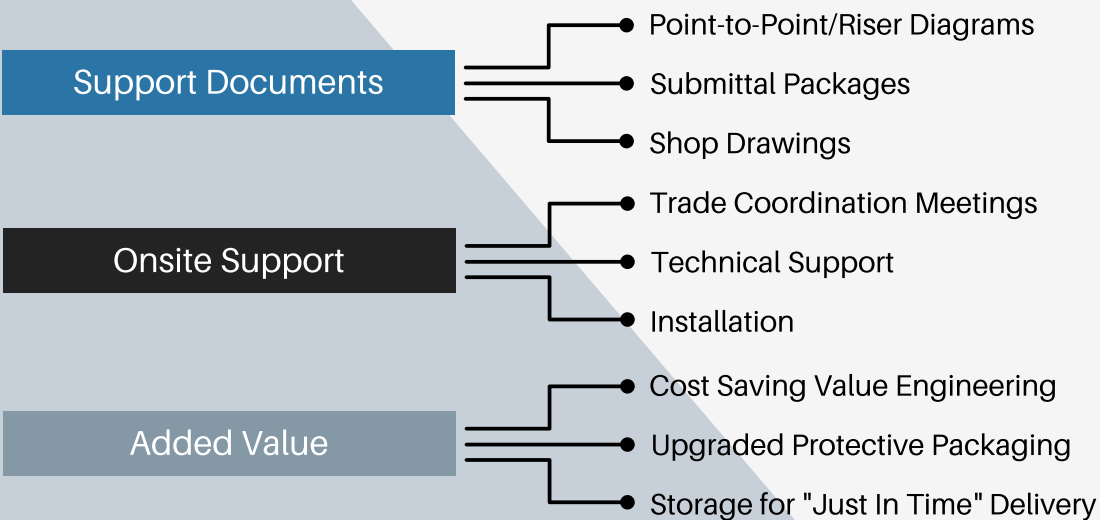 Support Documents
Point-to-Point/Riser Diagrams
Submittal Packages
Shop Drawings
Onsite Support
Trade Coordination Meetings
Technical Support
Installation
Added Value
Cost Saving Value Engineering
Upgraded Protective Packaging
Storage for "Just In Time" Delivery